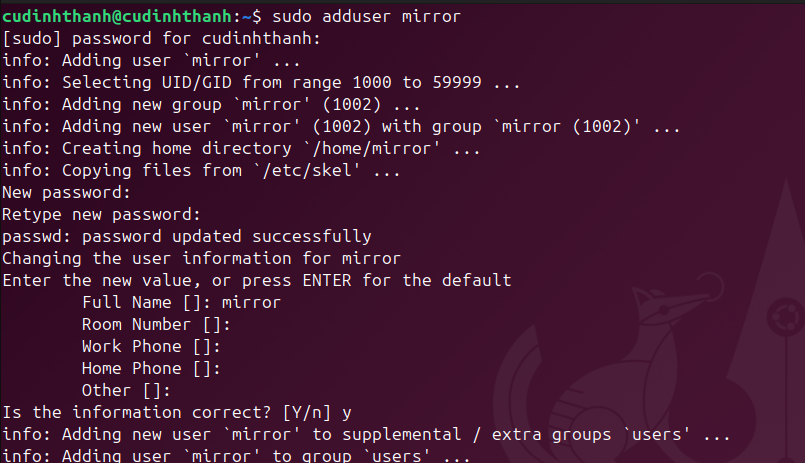 cudinhthanh@cudinhthanh:~$ sudo adduser mirror
[sudo] password for cudinhthanh:
info: Adding user `mirror' ...
info: Selecting UID/GID from range 1000 to 59999 ...
info: Adding new group `mirror' (1002) ...
info: Adding new user `mirror' (1002) with group `mirror (1002)' ...
info: Creating home directory `/home/mirror' ...
info: Copying files from `/etc/skel' ...
New password:
Retype new password:
passwd: password updated successfully
Changing the user information for mirror
Enter the new value, or press ENTER for the default
        Full Name []: mirror
        Room Number []:
        Work Phone []:
        Home Phone []:
        Other []:
Is the information correct? [Y/n] y
info: Adding new user `mirror' to supplemental / extra groups `users' ...
info: Adding user `mirror' to group `users' ...